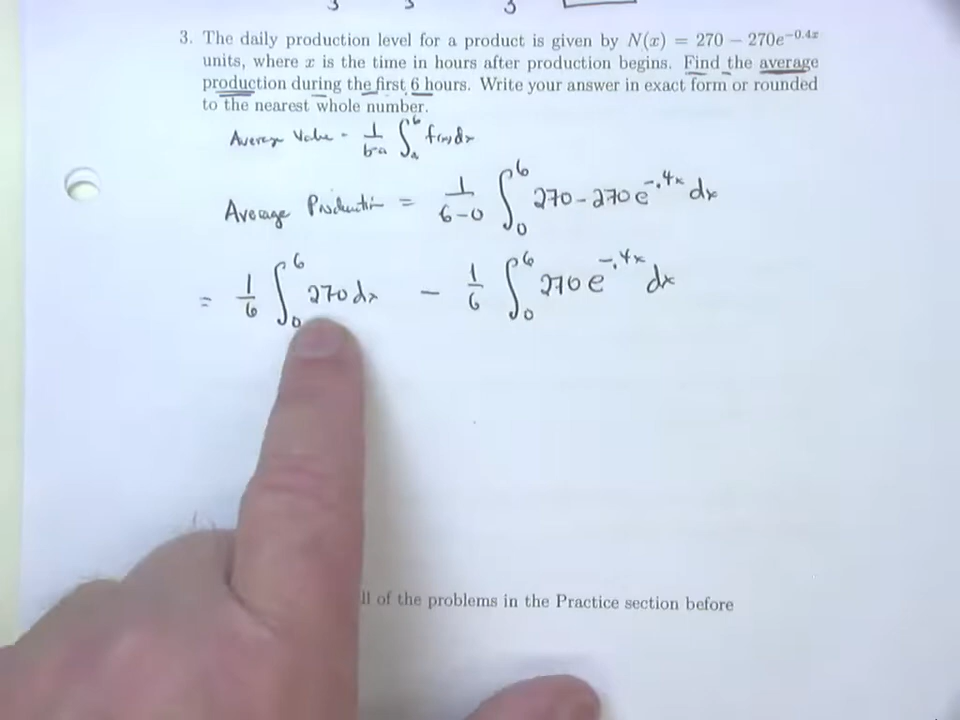 3 3 3
3. The daily production level for a product is given by N(x) = 270 − 270e^{−0.4x}
units, where x is the time in hours after production begins. Find the average
production during the first 6 hours. Write your answer in exact form or rounded
to the nearest whole number.
Average Value = 1/(b-a) ∫_a^b f(x)dx
Average Production = 1/(6-0) ∫_0^6 270 - 270e^{-.4x} dx
= 1/6 ∫_0^6 270dx - 1/6 ∫_0^6 270e^{-.4x} dx
of the problems in the Practice section before